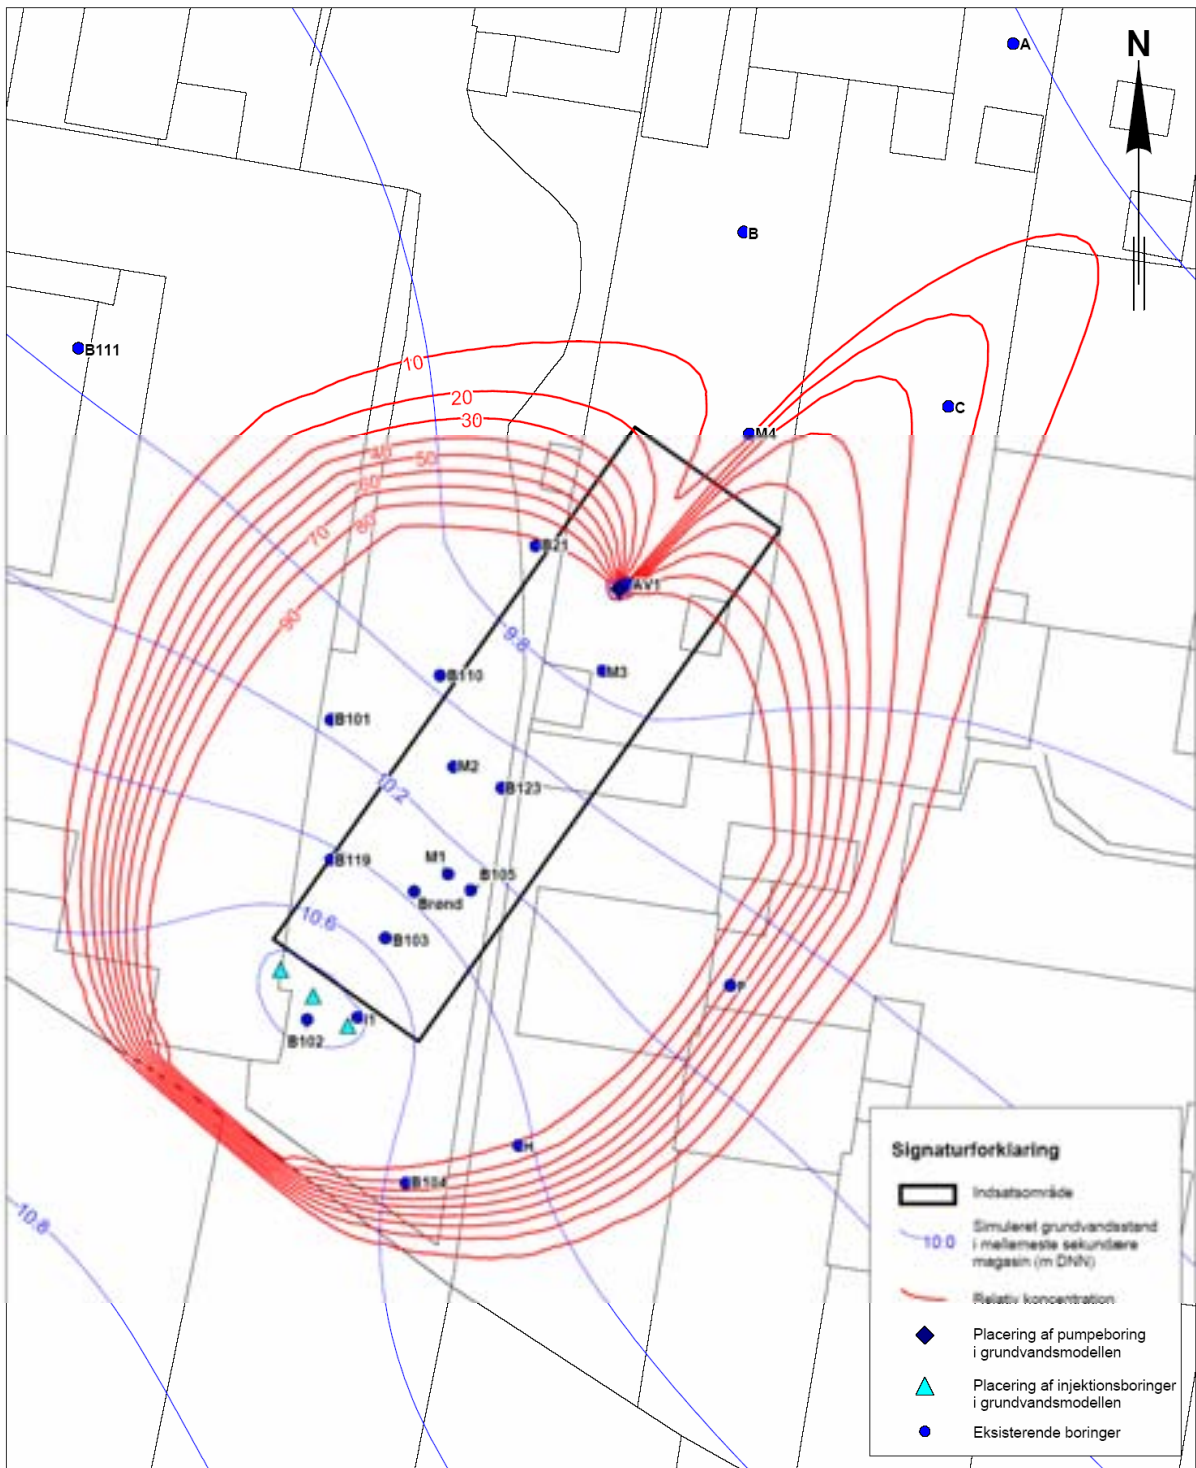 A
N
B
B111
10
20
30
C
M4
40
50
60
70
80
B21
AV1
90
9.8
M3
B110
B101
M2
10.2
B123
M1
B119
B105
Brønd
10.6
B103
P
I1
B102
H
B104
10.8
Signaturforklaring
Indsatsområde
Simuleret grundvandsstand
10.0
i mellemste sekundære
magasin (m DNN)
Relativ koncentration
Placering af pumpeboring
i grundvandsmodellen
Placering af injektionsboringer
i grundvandsmodellen
Eksisterende boringer